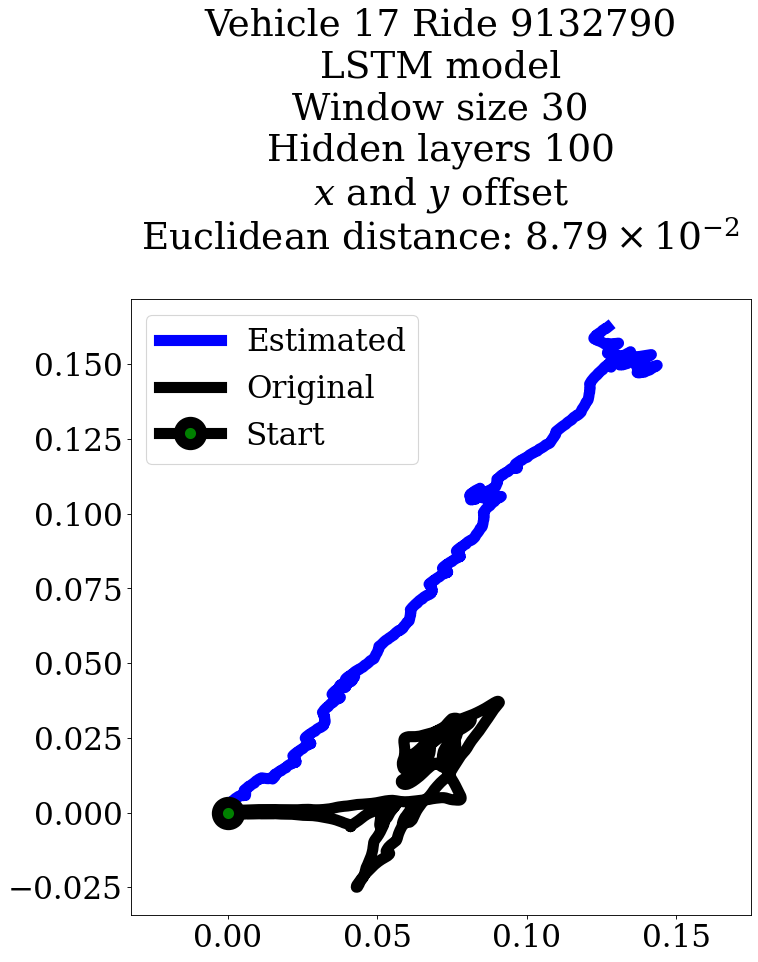 Vehicle 17 Ride 9132790
LSTM model
Window size 30
Hidden layers 100
x and y offset
Euclidean distance: 8.79 × 10⁻²
Estimated
Original
Start
0.150
0.125
0.100
0.075
0.050
0.025
0.000
−0.025
0.00 0.05 0.10 0.15